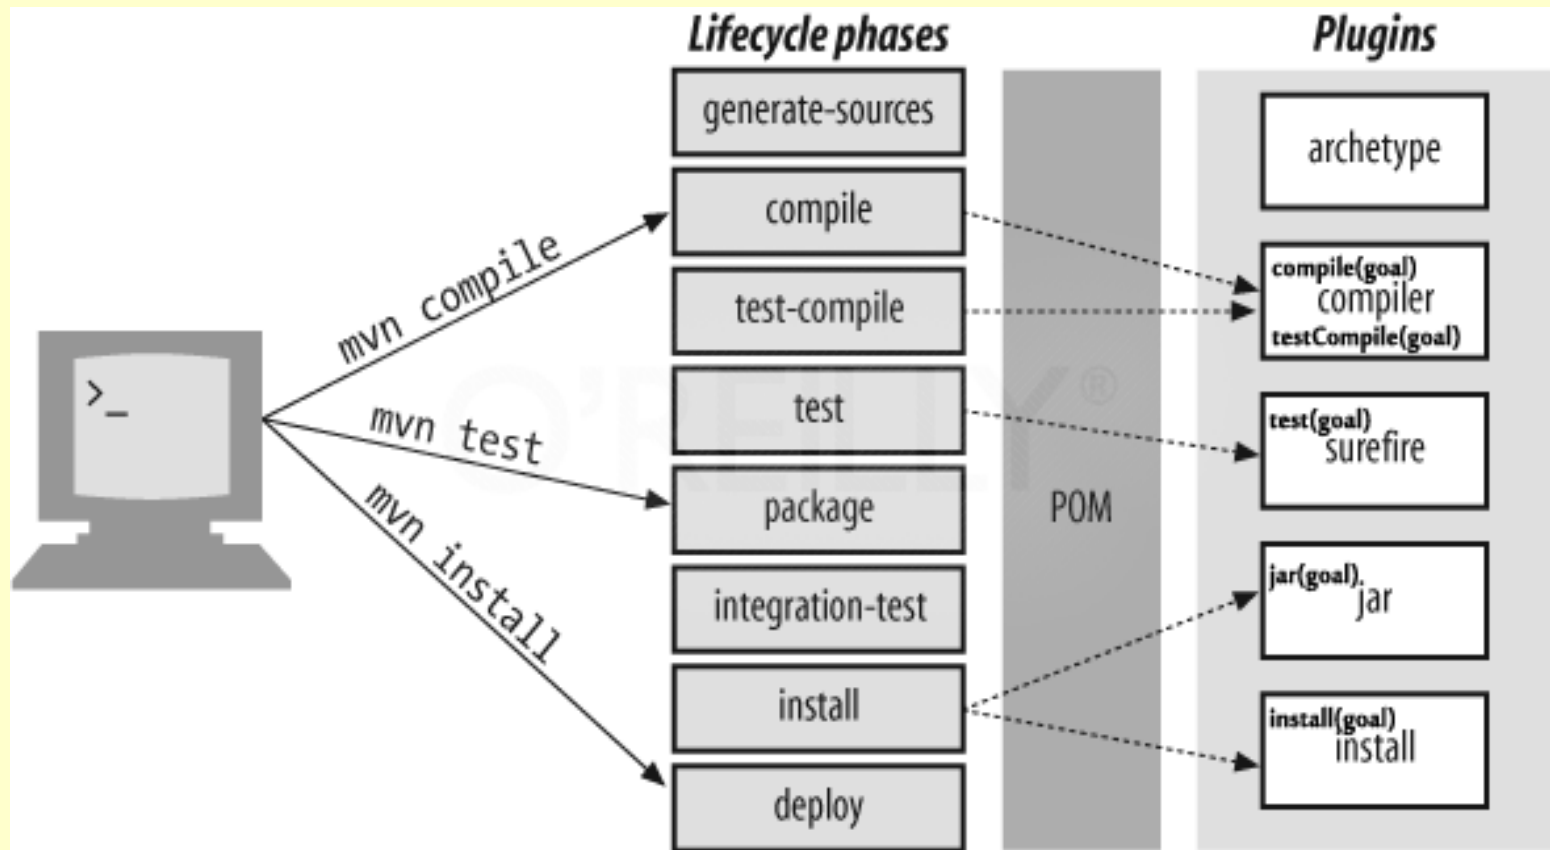 Lifecycle phases
Plugins
generate-sources
compile
test-compile
test
package
integration-test
install
deploy
mvn compile
mvn test
mvn install
>_
O'REILLY®
POM
archetype
compile(goal)
compiler
testCompile(goal)
test(goal)
surefire
jar(goal)
jar
install(goal)
install